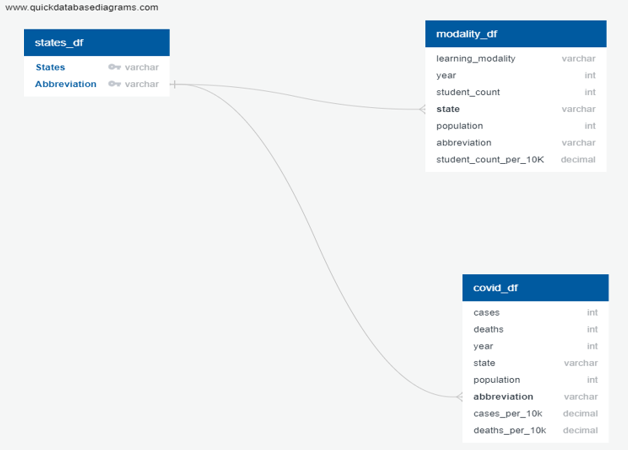 www.quickdatabasediagrams.com
states_df
States varchar
Abbreviation varchar
modality_df
learning_modality varchar
year int
student_count int
state varchar
population int
abbreviation varchar
student_count_per_10K decimal
covid_df
cases int
deaths int
year int
state varchar
population int
abbreviation varchar
cases_per_10k decimal
deaths_per_10k decimal